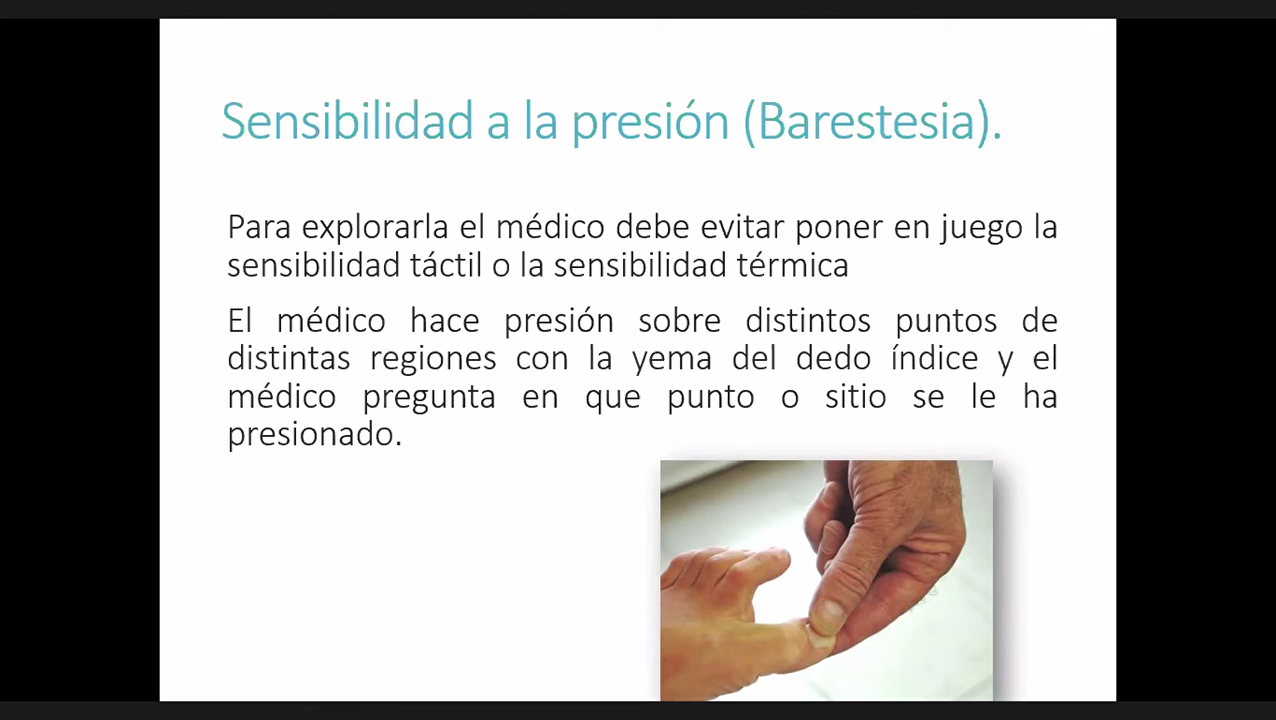 Sensibilidad a la presión (Barestesia).
Para explorarla el médico debe evitar poner en juego la
sensibilidad táctil o la sensibilidad térmica
El médico hace presión sobre distintos puntos de
distintas regiones con la yema del dedo índice y el
médico pregunta en que punto o sitio se le ha
presionado.